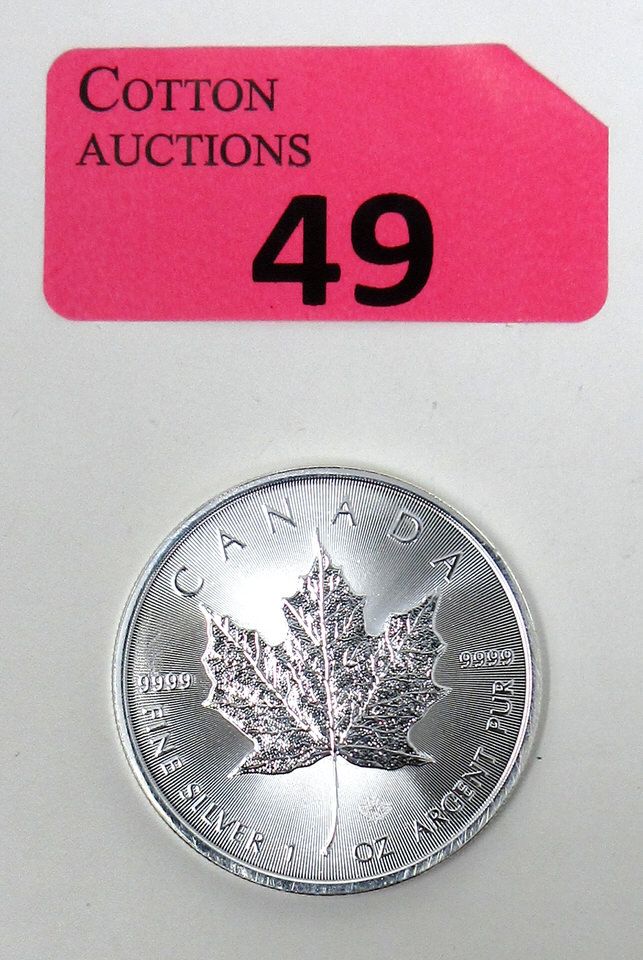 COTTON
AUCTIONS
49
CANADA
9999 9999
FINE SILVER 1 OZ ARGENT PUR